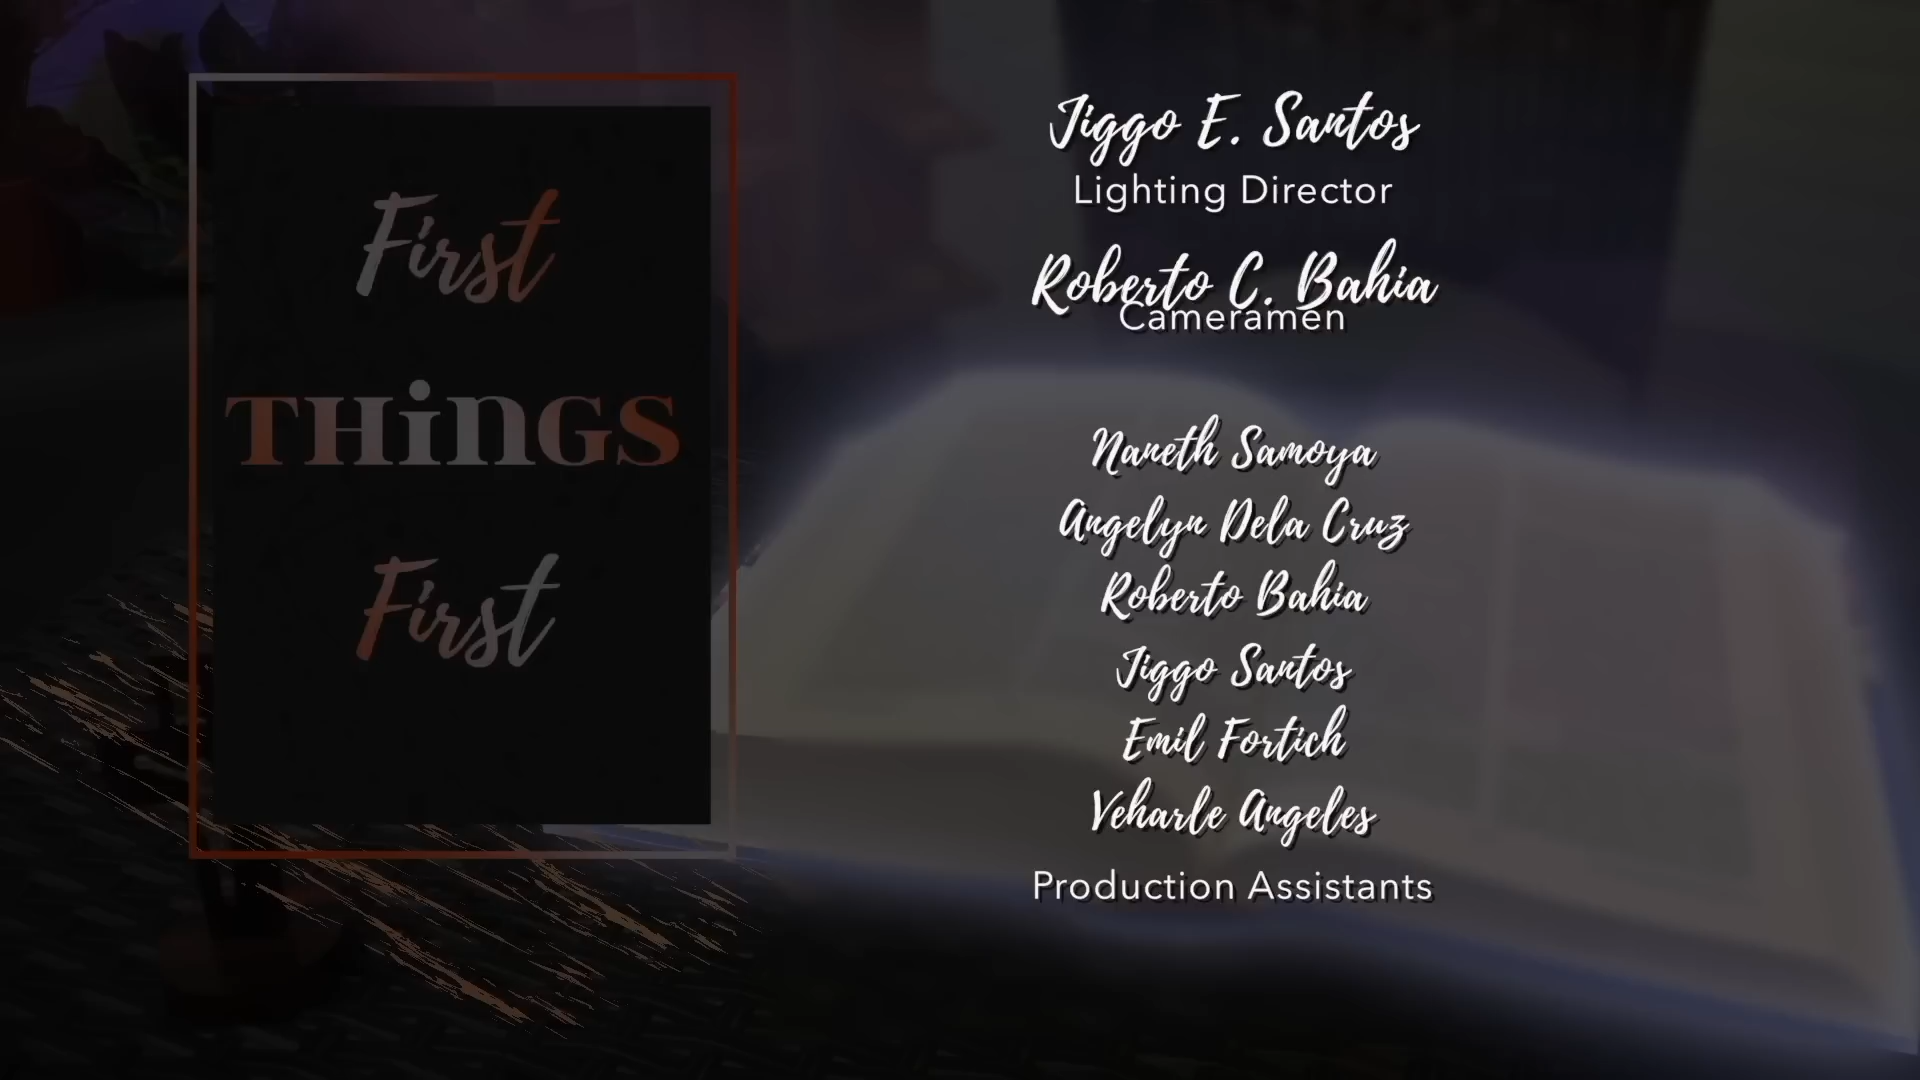 First
THiNGS
First
Jiggo E. Santos
Lighting Director
Roberto C. Bahia
Cameramen
Naneth Samoya
Angelyn Dela Cruz
Roberto Bahia
Jiggo Santos
Emil Fortich
Veharle Angeles
Production Assistants